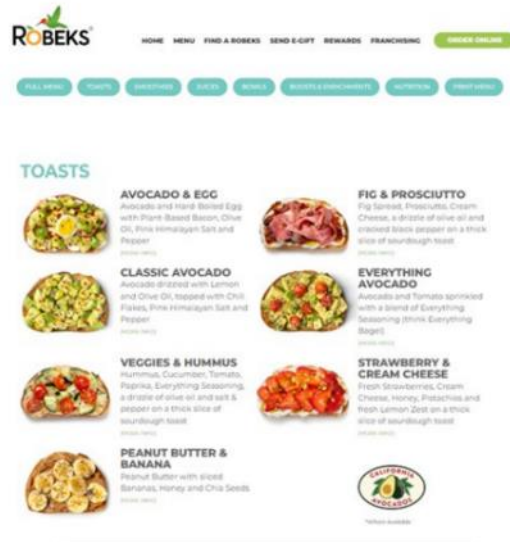 ROBEKS
HOME MENU FIND A ROBEKS SEND E-GIFT REWARDS FRANCHISING ORDER ONLINE
FULL MENU TOASTS SMOOTHIES JUICES BOWLS BOOSTS & ENRICHMENTS NUTRITION PRINT MENU
TOASTS
AVOCADO & EGG
Avocado and Hard-Boiled Egg
with Plant-Based Bacon, Olive
Oil, Pink Himalayan Salt and
Pepper
FIG & PROSCIUTTO
Fig Spread, Prosciutto, Cream
Cheese, a drizzle of olive oil and
cracked black pepper on a thick
slice of sourdough toast
CLASSIC AVOCADO
Avocado drizzled with Lemon
and Olive Oil, topped with Chili
Flakes, Pink Himalayan Salt and
Pepper
EVERYTHING
AVOCADO
Avocado and Tomato sprinkled
with a blend of Everything
Seasoning (think Everything
Bagel)
VEGGIES & HUMMUS
Hummus, Cucumber, Tomato,
Paprika, Everything Seasoning,
a drizzle of olive oil and salt &
pepper on a thick slice of
sourdough toast
STRAWBERRY &
CREAM CHEESE
Fresh Strawberries, Cream
Cheese, Honey, Pistachios and
fresh Lemon Zest on a thick
slice of sourdough toast
PEANUT BUTTER &
BANANA
Peanut Butter with sliced
Bananas, Honey and Chia Seeds
CALIFORNIA
AVOCADOS
*When available